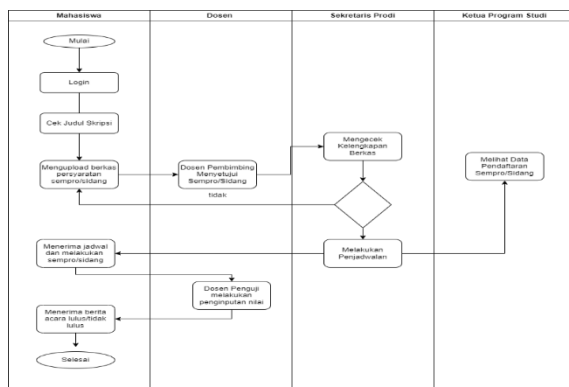 Mahasiswa
Dosen
Sekretaris Prodi
Ketua Program Studi
Mulai
Login
Cek Judul Skripsi
Mengupload berkas
persyaratan
sempro/sidang
Dosen Pembimbing
Menyetujui
Sempro/Sidang
Mengecek
Kelengkapan
Berkas
Melihat Data
Pendaftaran
Sempro/Sidang
tidak
Menerima jadwal
dan melakukan
sempro/sidang
Melakukan
Penjadwalan
Dosen Penguji
melakukan
penginputan nilai
Menerima berita
acara lulus/tidak
lulus
Selesai